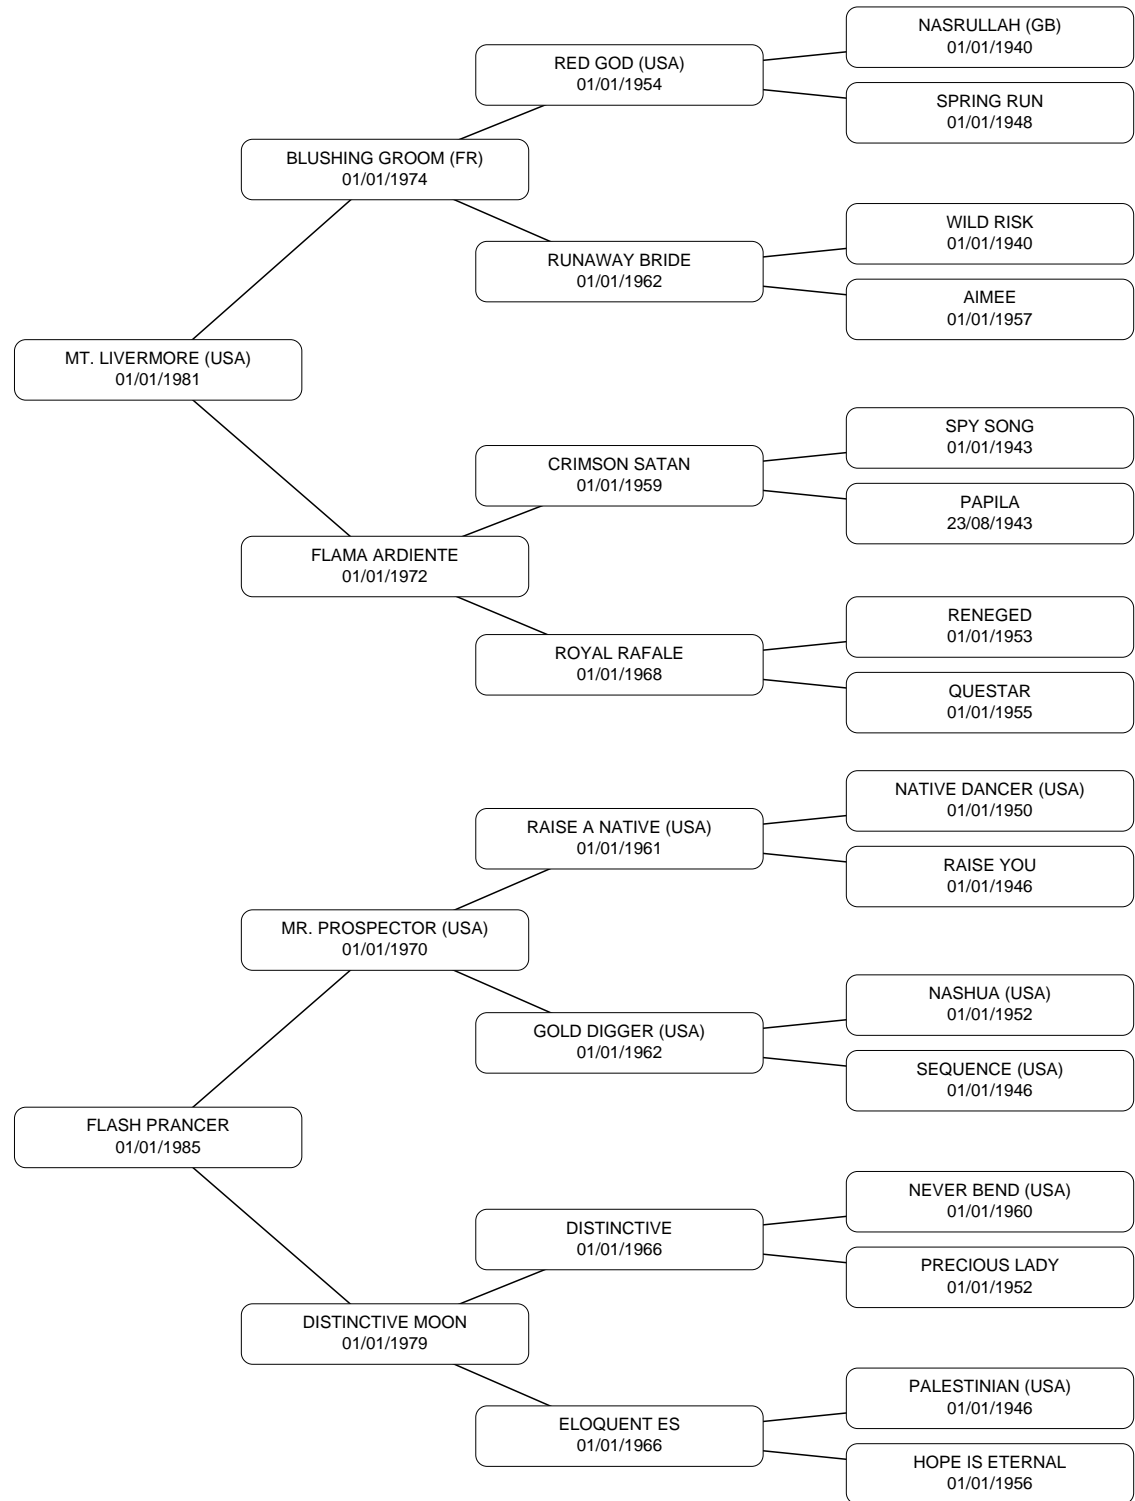 NASRULLAH (GB)
01/01/1940
RED GOD (USA)
01/01/1954
SPRING RUN
01/01/1948
BLUSHING GROOM (FR)
01/01/1974
WILD RISK
01/01/1940
RUNAWAY BRIDE
01/01/1962
AIMEE
01/01/1957
MT. LIVERMORE (USA)
01/01/1981
SPY SONG
01/01/1943
CRIMSON SATAN
01/01/1959
PAPILA
23/08/1943
FLAMA ARDIENTE
01/01/1972
RENEGED
01/01/1953
ROYAL RAFALE
01/01/1968
QUESTAR
01/01/1955
NATIVE DANCER (USA)
01/01/1950
RAISE A NATIVE (USA)
01/01/1961
RAISE YOU
01/01/1946
MR. PROSPECTOR (USA)
01/01/1970
NASHUA (USA)
01/01/1952
GOLD DIGGER (USA)
01/01/1962
SEQUENCE (USA)
01/01/1946
FLASH PRANCER
01/01/1985
NEVER BEND (USA)
01/01/1960
DISTINCTIVE
01/01/1966
PRECIOUS LADY
01/01/1952
DISTINCTIVE MOON
01/01/1979
PALESTINIAN (USA)
01/01/1946
ELOQUENT ES
01/01/1966
HOPE IS ETERNAL
01/01/1956